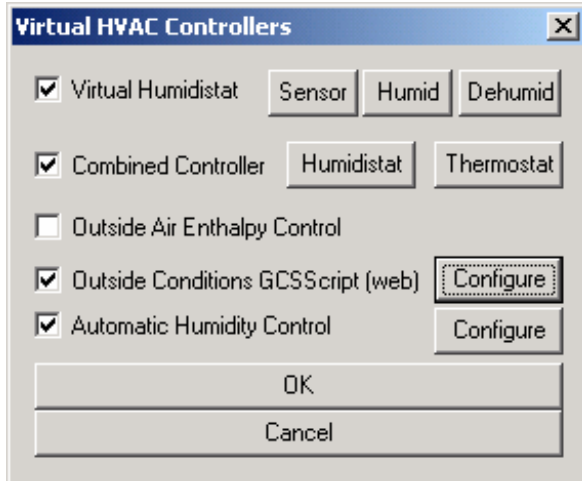 Virtual HVAC Controllers
Virtual Humidistat Sensor Humid Dehumid
Combined Controller Humidistat Thermostat
Outside Air Enthalpy Control
Outside Conditions GCSScript (web) Configure
Automatic Humidity Control Configure
OK
Cancel